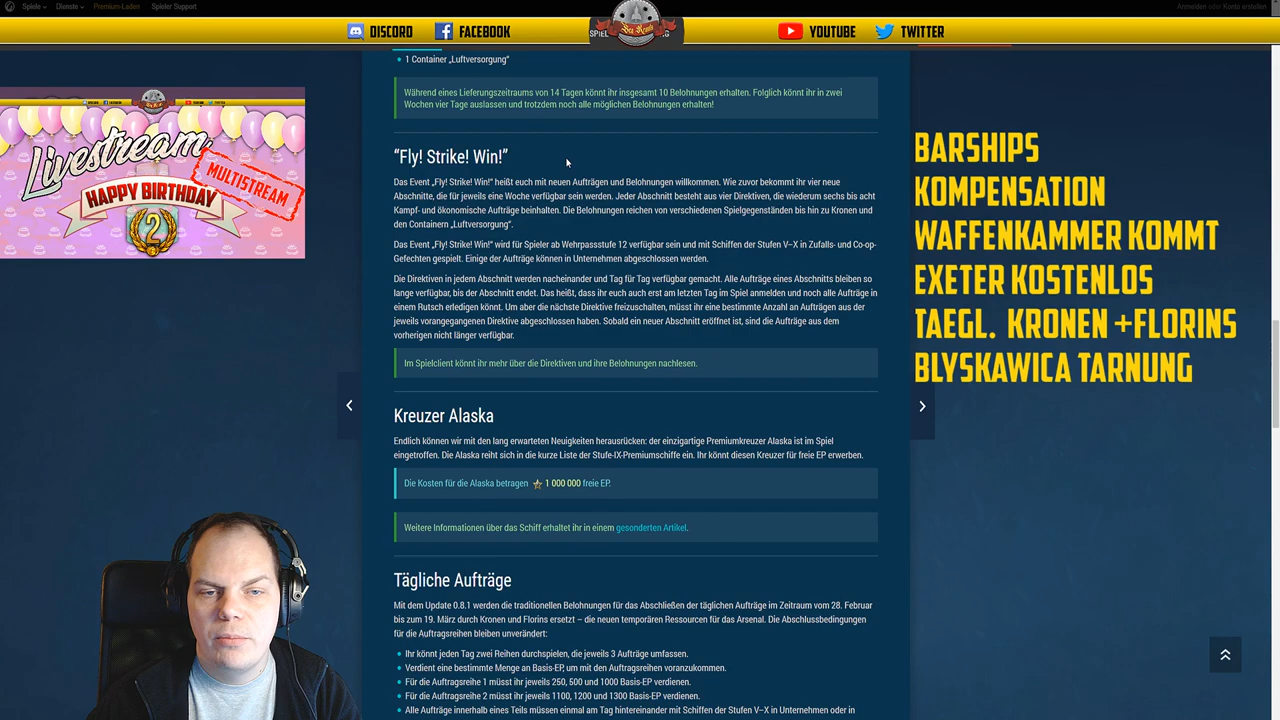 Spiele
Dienste
Premium-Laden
Spieler Support
Anmelden oder Konto erstellen
DISCORD
FACEBOOK
YOUTUBE
TWITTER
1 Container „Luftversorgung“
Während eines Lieferungszeitraums von 14 Tagen könnt ihr insgesamt 10 Belohnungen erhalten. Folglich könnt ihr in zwei
Wochen vier Tage auslassen und trotzdem noch alle möglichen Belohnungen erhalten!
Livestream
MULTISTREAM
HAPPY BIRTHDAY
2
“Fly! Strike! Win!”
Das Event „Fly! Strike! Win!“ heißt euch mit neuen Aufträgen und Belohnungen willkommen. Wie zuvor bekommt ihr vier neue
Abschnitte, die für jeweils eine Woche verfügbar sein werden. Jeder Abschnitt besteht aus vier Direktiven, die wiederum sechs bis acht
Kampf- und ökonomische Aufträge beinhalten. Die Belohnungen reichen von verschiedenen Spielgegenständen bis hin zu Kronen und
den Containern „Luftversorgung“.
Das Event „Fly! Strike! Win!“ wird für Spieler ab Wehrpassstufe 12 verfügbar sein und mit Schiffen der Stufen V–X in Zufalls- und Co-op-
Gefechten gespielt. Einige der Aufträge können in Unternehmen abgeschlossen werden.
Die Direktiven in jedem Abschnitt werden nacheinander und Tag für Tag verfügbar gemacht. Alle Aufträge eines Abschnitts bleiben so
lange verfügbar, bis der Abschnitt endet. Das heißt, dass ihr euch auch erst am letzten Tag im Spiel anmelden und noch alle Aufträge in
einem Rutsch erledigen könnt. Um aber die nächste Direktive freizuschalten, müsst ihr eine bestimmte Anzahl an Aufträgen aus der
jeweils vorangegangenen Direktive abgeschlossen haben. Sobald ein neuer Abschnitt eröffnet ist, sind die Aufträge aus dem
vorherigen nicht länger verfügbar.
Im Spielclient könnt ihr mehr über die Direktiven und ihre Belohnungen nachlesen.
Kreuzer Alaska
Endlich können wir mit den lang erwarteten Neuigkeiten herausrücken: der einzigartige Premiumkreuzer Alaska ist im Spiel
eingetroffen. Die Alaska reiht sich in die kurze Liste der Stufe-IX-Premiumschiffe ein. Ihr könnt diesen Kreuzer für freie EP erwerben.
Die Kosten für die Alaska betragen 1 000 000 freie EP.
Weitere Informationen über das Schiff erhaltet ihr in einem gesonderten Artikel.
Tägliche Aufträge
Mit dem Update 0.8.1 werden die traditionellen Belohnungen für das Abschließen der täglichen Aufträge im Zeitraum vom 28. Februar
bis zum 19. März durch Kronen und Florins ersetzt – die neuen temporären Ressourcen für das Arsenal. Die Abschlussbedingungen
für die Auftragsreihen bleiben unverändert:
Ihr könnt jeden Tag zwei Reihen durchspielen, die jeweils 3 Aufträge umfassen.
Verdient eine bestimmte Menge an Basis-EP, um mit den Auftragsreihen voranzukommen.
Für die Auftragsreihe 1 müsst ihr jeweils 250, 500 und 1000 Basis-EP verdienen.
Für die Auftragsreihe 2 müsst ihr jeweils 1100, 1200 und 1300 Basis-EP verdienen.
Alle Aufträge innerhalb eines Teils müssen einmal am Tag hintereinander mit Schiffen der Stufen V–X in Unternehmen oder in
BARSHIPS
KOMPENSATION
WAFFENKAMMER KOMMT
EXETER KOSTENLOS
TAEGL. KRONEN +FLORINS
BLYSKAWICA TARNUNG